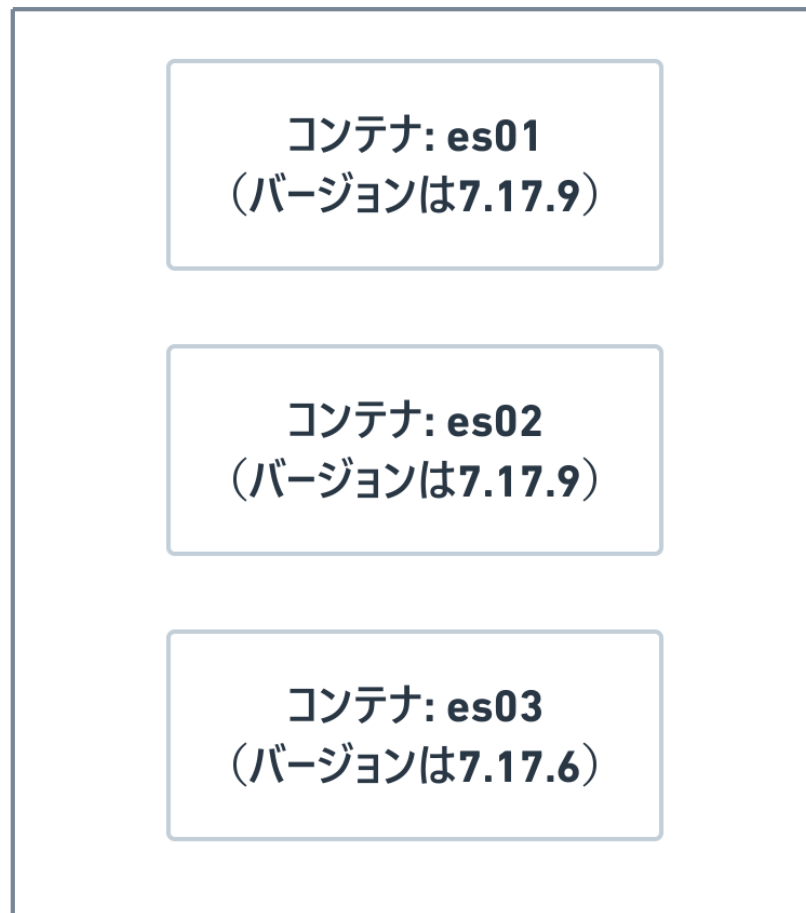 コンテナ: es01
（バージョンは7.17.9）
コンテナ: es02
（バージョンは7.17.9）
コンテナ: es03
（バージョンは7.17.6）